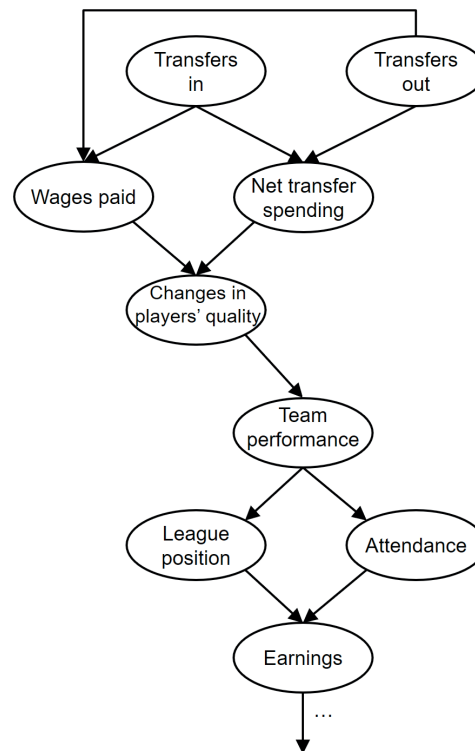 Transfers
in
Transfers
out
Wages paid
Net transfer
spending
Changes in
players’ quality
Team
performance
League
position
Attendance
Earnings
...